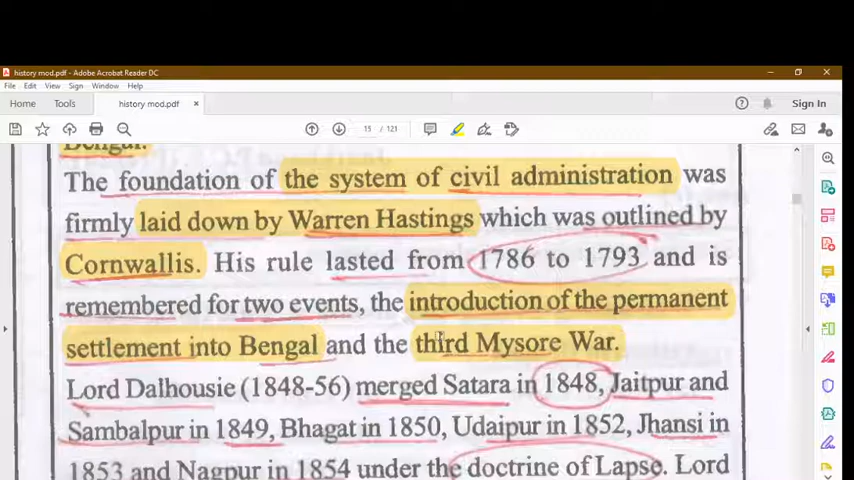 history mod.pdf - Adobe Acrobat Reader DC
File Edit View Sign Window Help
Home Tools history mod.pdf × Sign In
15 / 121
Bengal.
The foundation of the system of civil administration was
firmly laid down by Warren Hastings which was outlined by
Cornwallis. His rule lasted from 1786 to 1793 and is
remembered for two events, the introduction of the permanent
settlement into Bengal and the third Mysore War.
Lord Dalhousie (1848-56) merged Satara in 1848, Jaitpur and
Sambalpur in 1849, Bhagat in 1850, Udaipur in 1852, Jhansi in
1853 and Nagpur in 1854 under the doctrine of Lapse. Lord